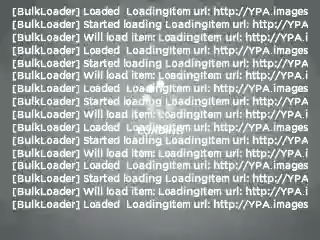 [BulkLoader] Loaded LoadingItem url: http://YPA.images
[BulkLoader] Started loading LoadingItem url: http://YPA
[BulkLoader] Will load item: LoadingItem url: http://YPA.i
[BulkLoader] Loaded LoadingItem url: http://YPA.images
[BulkLoader] Started loading LoadingItem url: http://YPA
[BulkLoader] Will load item: LoadingItem url: http://YPA.i
[BulkLoader] Loaded LoadingItem url: http://YPA.images
[BulkLoader] Started loading LoadingItem url: http://YPA
[BulkLoader] Will load item: LoadingItem url: http://YPA.i
[BulkLoader] Loaded LoadingItem url: http://YPA.images
[BulkLoader] Started loading LoadingItem url: http://YPA
[BulkLoader] Will load item: LoadingItem url: http://YPA.i
[BulkLoader] Loaded LoadingItem url: http://YPA.images
[BulkLoader] Started loading LoadingItem url: http://YPA
[BulkLoader] Will load item: LoadingItem url: http://YPA.i
[BulkLoader] Loaded LoadingItem url: http://YPA.images